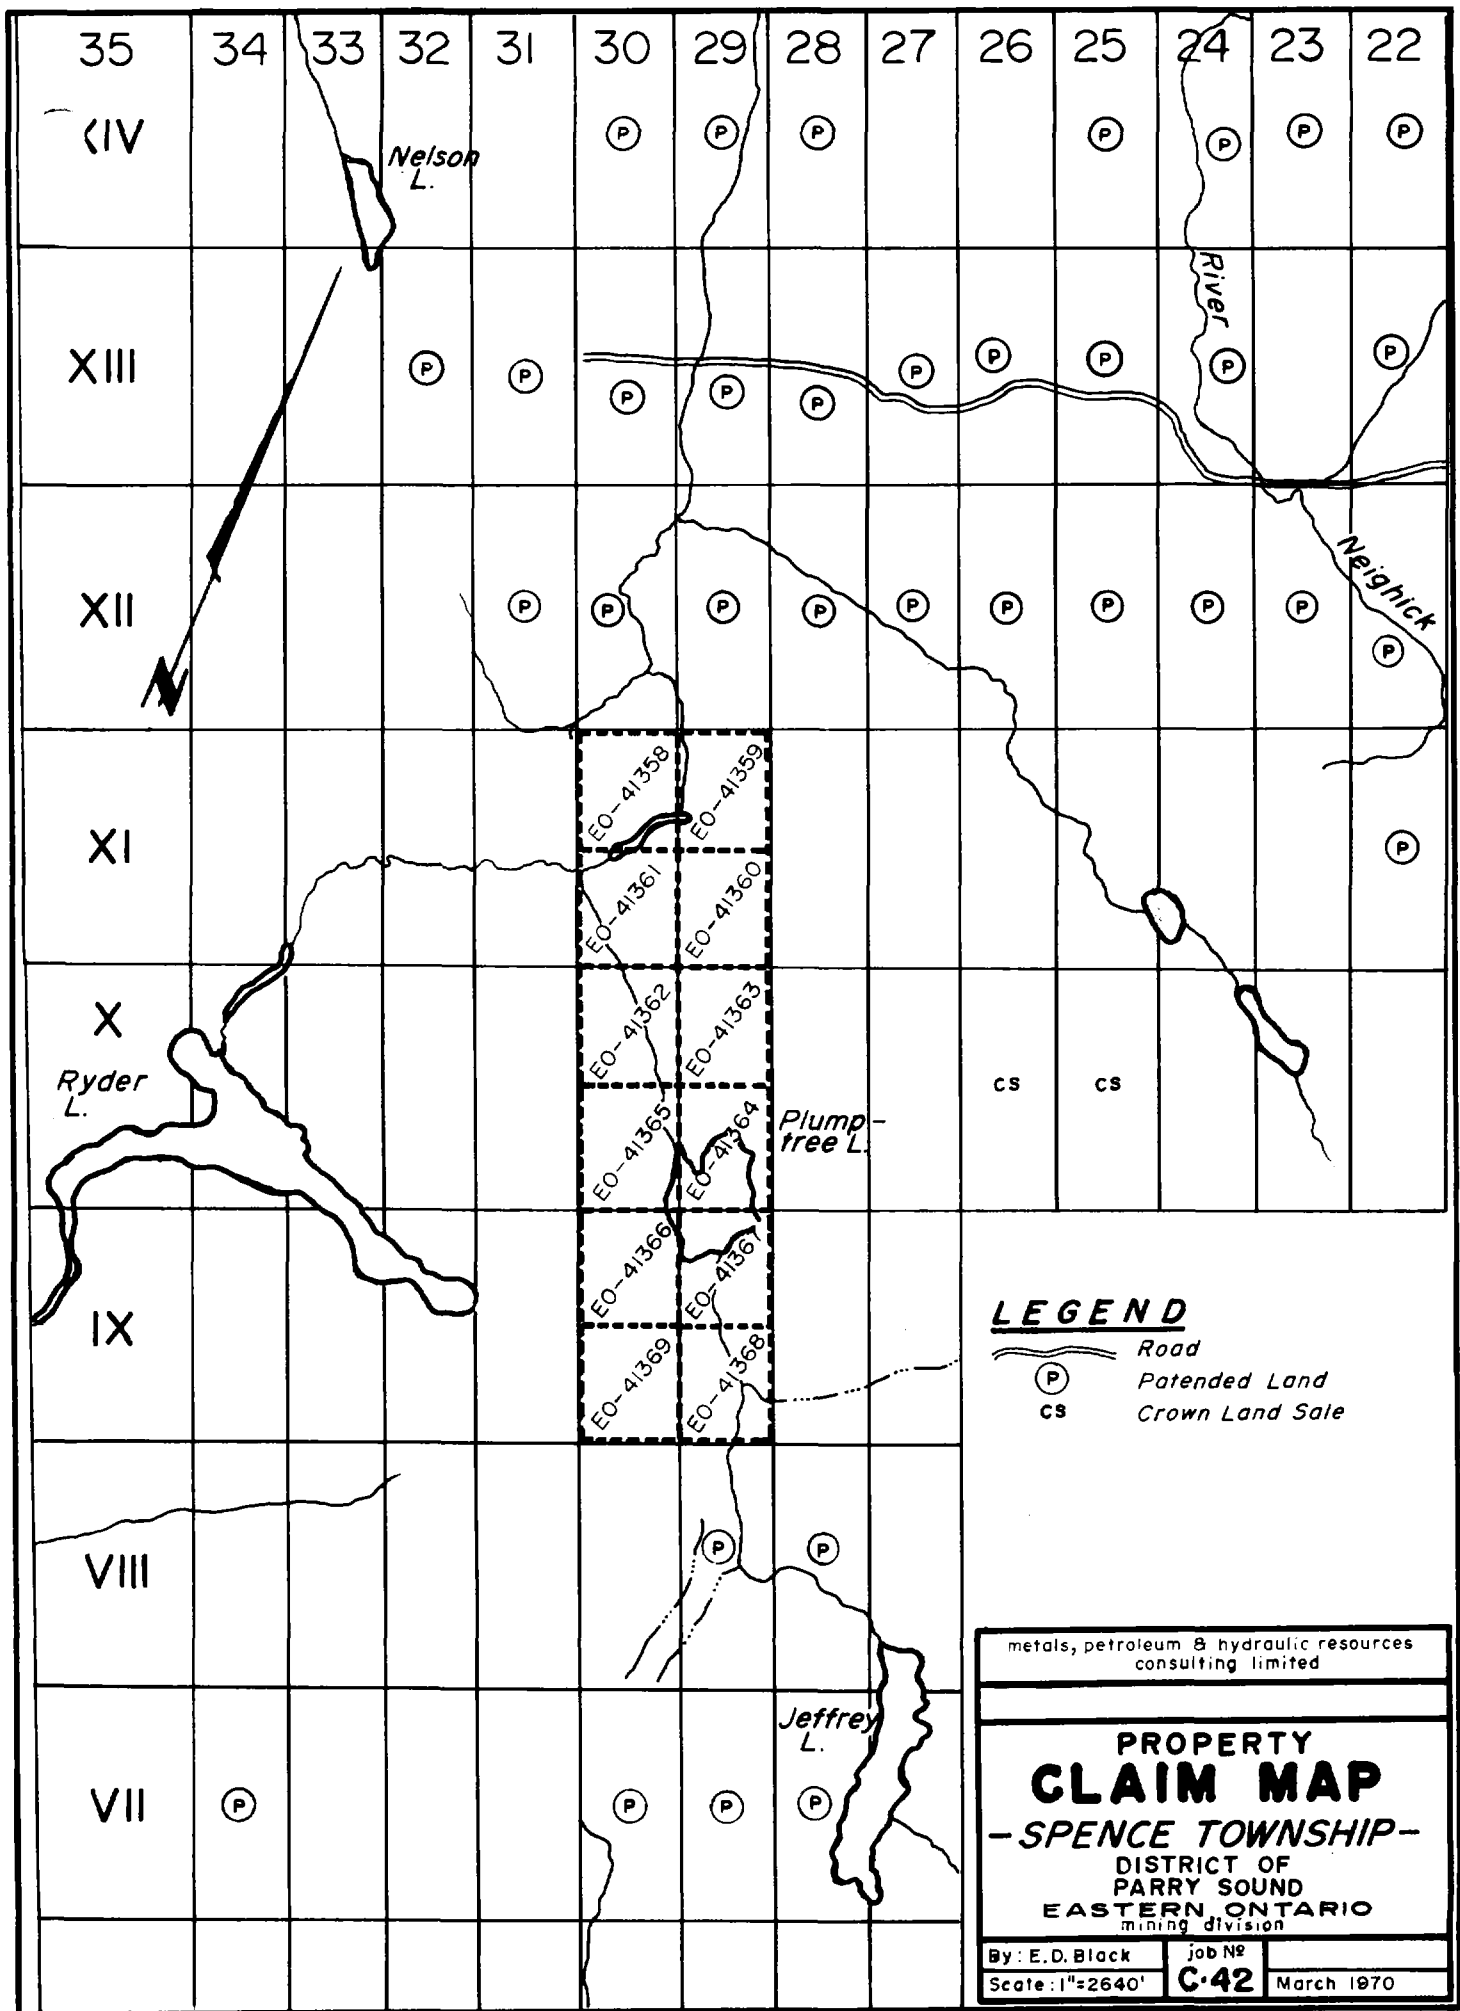 35 34 33 32 31 30 29 28 27 26 25 24 23 22
XIV
P P P P P P P
Nelson
L.
River
XIII
P P P P P P P P P P
P
XII
P P P P P P P P P
P
Neighick
N
XI
EO-41358 EO-41359
P
EO-41361 EO-41360
X
EO-41362 EO-41363
CS CS
Ryder
L.
EO-41365 EO-41364
Plump-
tree L.
IX
EO-41366 EO-41367
EO-41369 EO-41368
LEGEND
Road
P Patended Land
CS Crown Land Sale
VIII
P P
Jeffrey
L.
VII
P P P P
metals, petroleum & hydraulic resources
consulting limited
PROPERTY
CLAIM MAP
-SPENCE TOWNSHIP-
DISTRICT OF
PARRY SOUND
EASTERN ONTARIO
mining division
By: E.D. Black
job Nº
C-42
Scale: 1"=2640'
March 1970